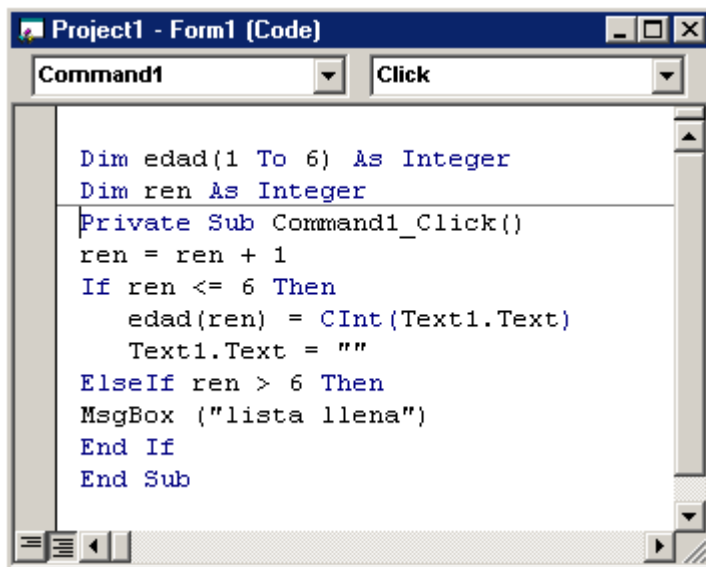 Project1 - Form1 (Code)
Command1 Click
Dim edad(1 To 6) As Integer
Dim ren As Integer
Private Sub Command1_Click()
ren = ren + 1
If ren <= 6 Then
edad(ren) = CInt(Text1.Text)
Text1.Text = ""
ElseIf ren > 6 Then
MsgBox ("lista llena")
End If
End Sub